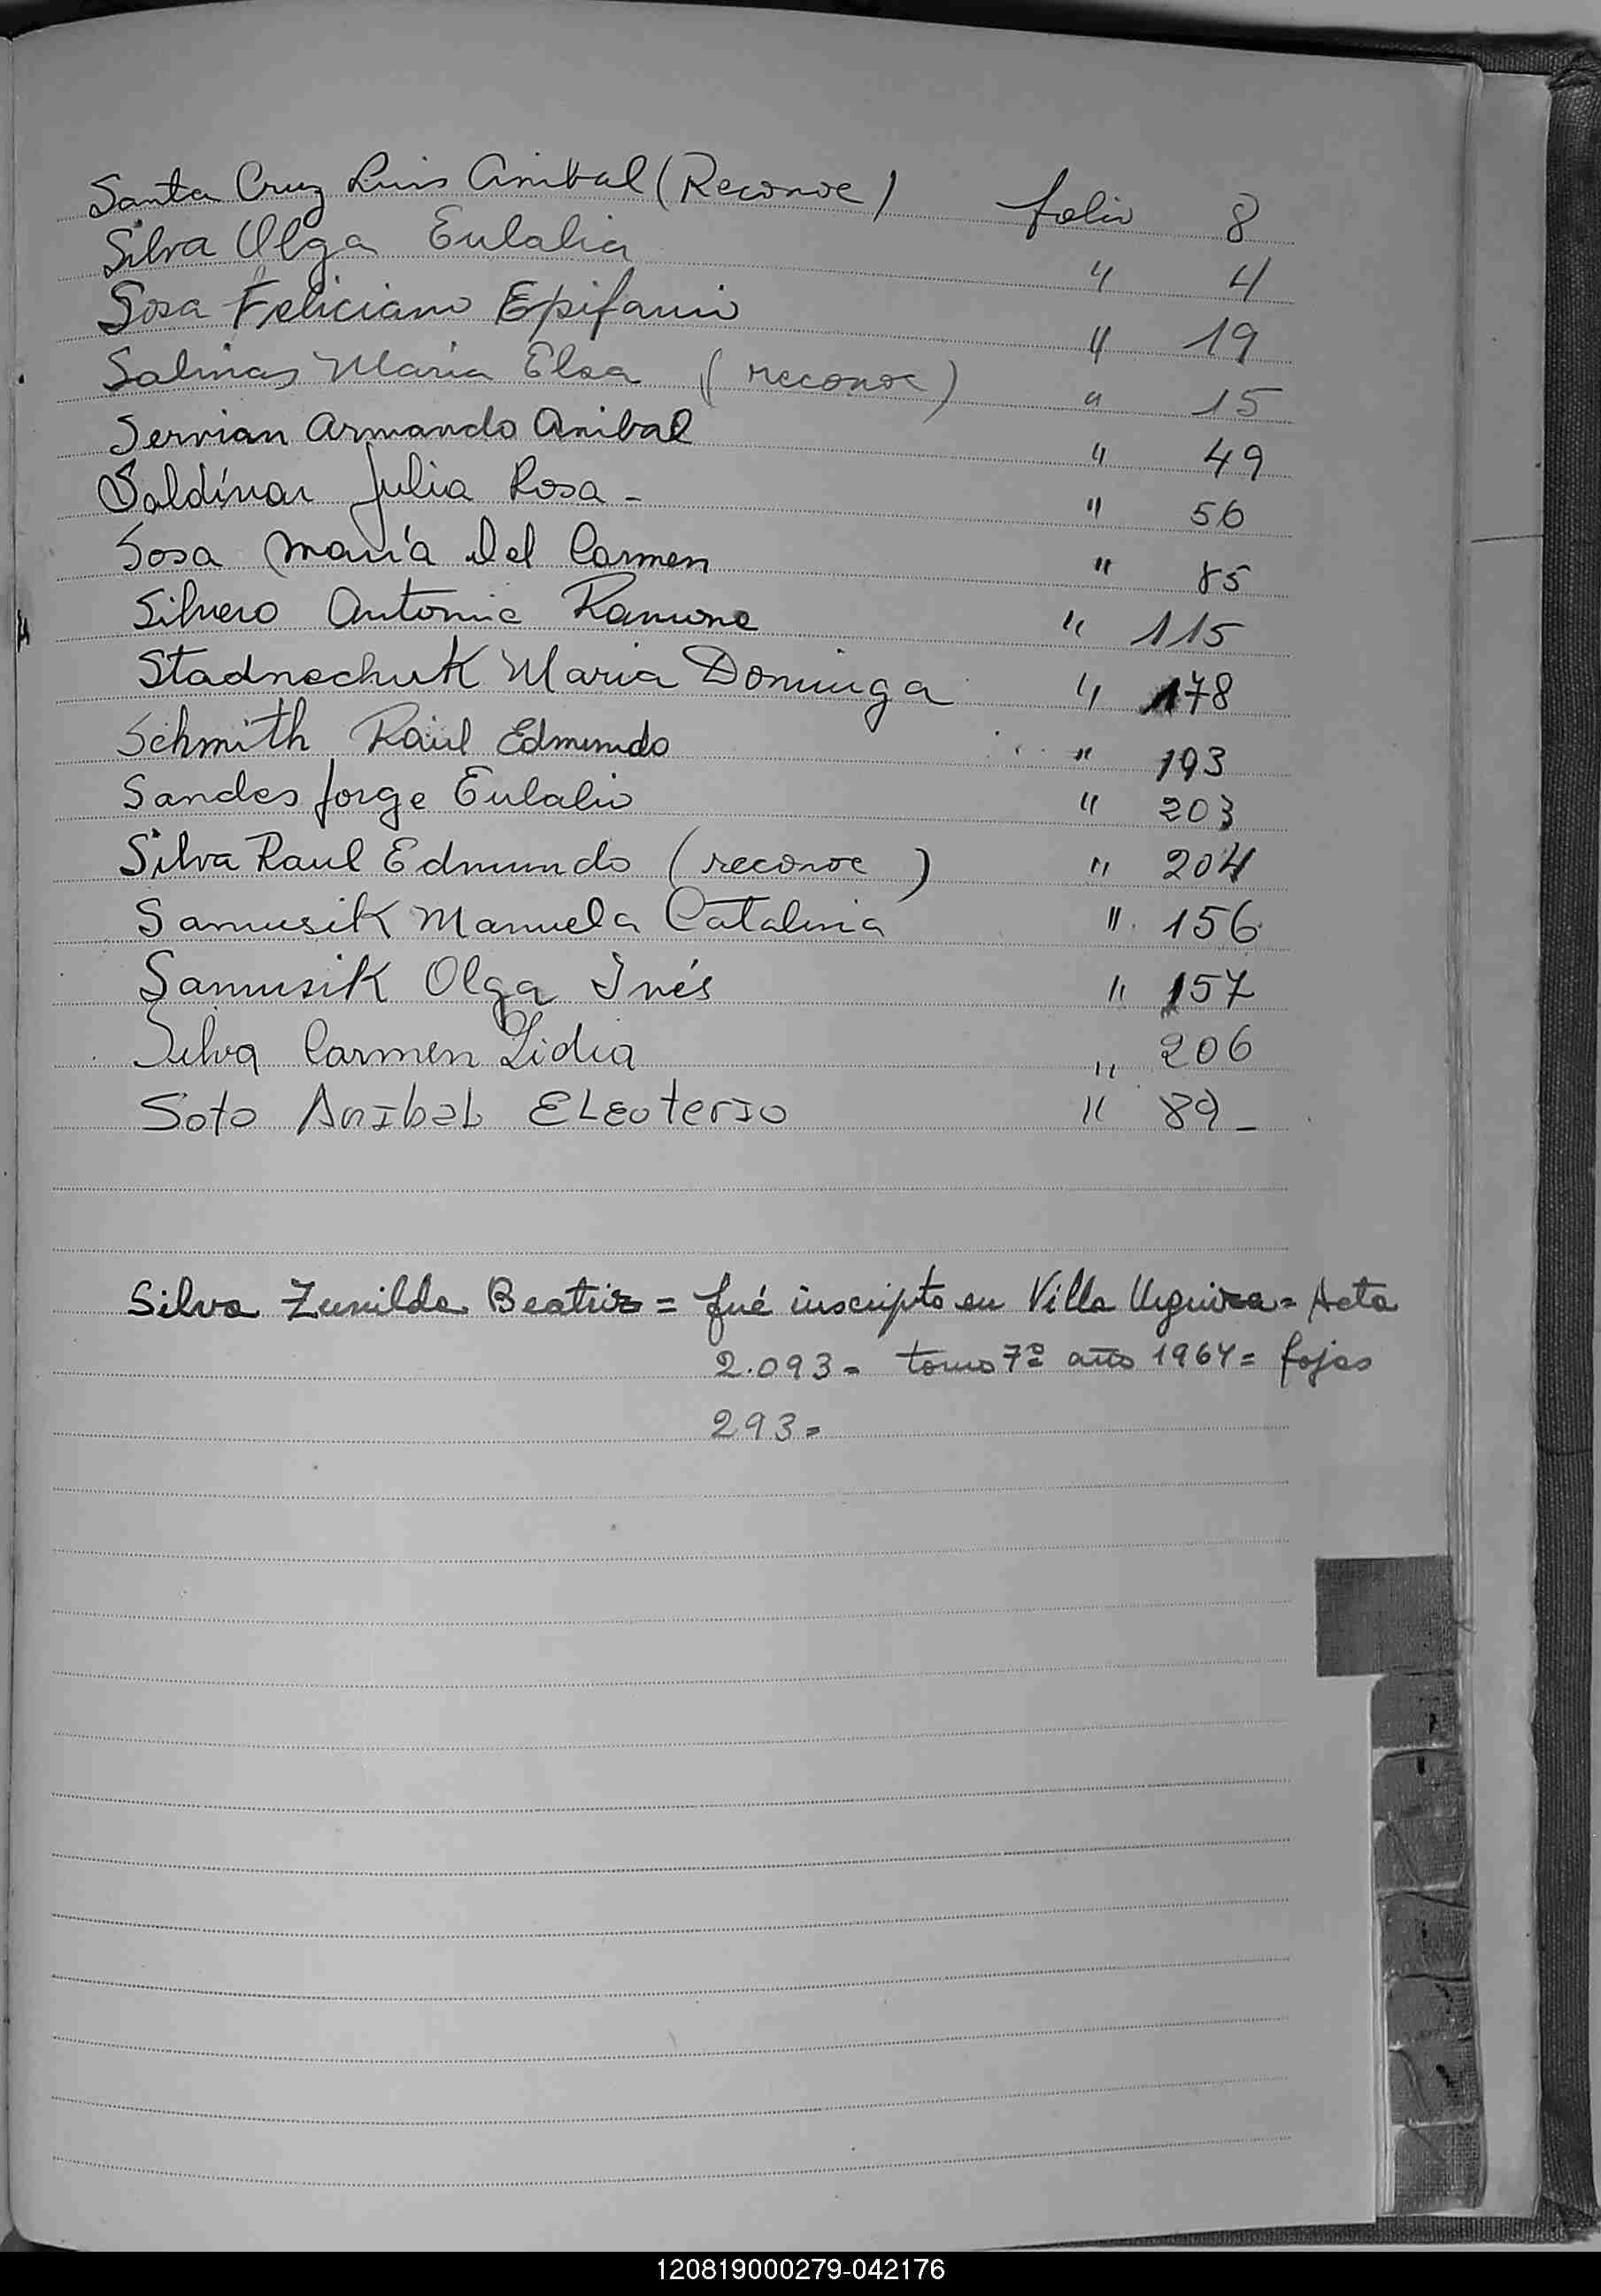 Santa Cruz Luis Anibal (Reconoc) folio 8
Silva Olga Eulalia " 4
Sosa Feliciano Epifanio " 19
Salinas Maria Elsa (reconoc) " 15
Servian Armando Anibal " 49
Saldívar Julia Rosa - " 56
Sosa María Del Carmen " 85
Silvero Antonia Ramona " 115
Stadnechuk Maria Dominga " 178
Schmith Raúl Edmundo " 193
Sandes Jorge Eulalio " 203
Silva Raul Edmundo (reconoc) " 204
Samusik Manuela Catalina " 156
Samusik Olga Inés " 157
Silva Carmen Lidia " 206
Soto Anibal Eleuterio " 89 -
Silva Zunilda Beatriz = fué inscripto en Villa Urquiza = Acta
2.093 = tomo 7º año 1964 = fojas
293 =
120819000279-042176